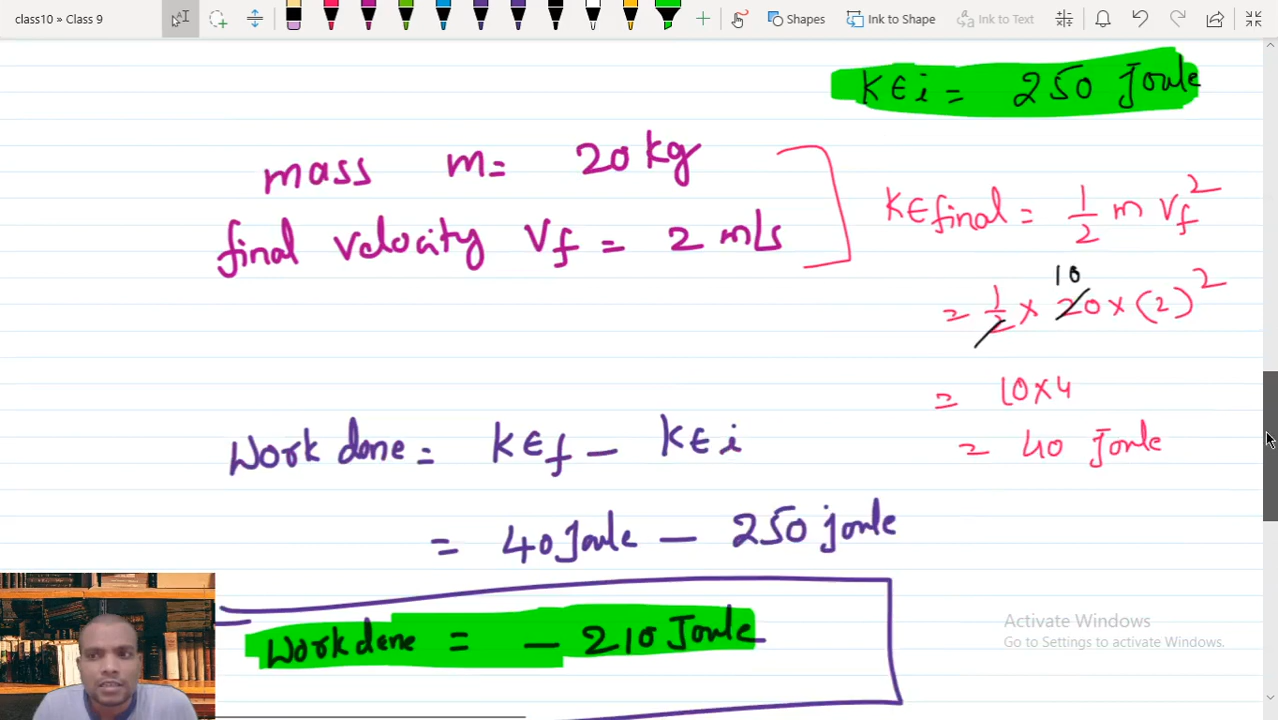 class10 » Class 9
Shapes
Ink to Shape
Ink to Text
KEi = 250 Joule
mass m= 20 kg
final velocity Vf = 2 m/s
KEfinal = 1/2 m Vf²
= 1/2 × 20 × (2)²
10
= 10×4
= 40 Joule
Work done = KEf – KEi
= 40 Joule – 250 joule
Work done = – 210 Joule
Activate Windows
Go to Settings to activate Windows.